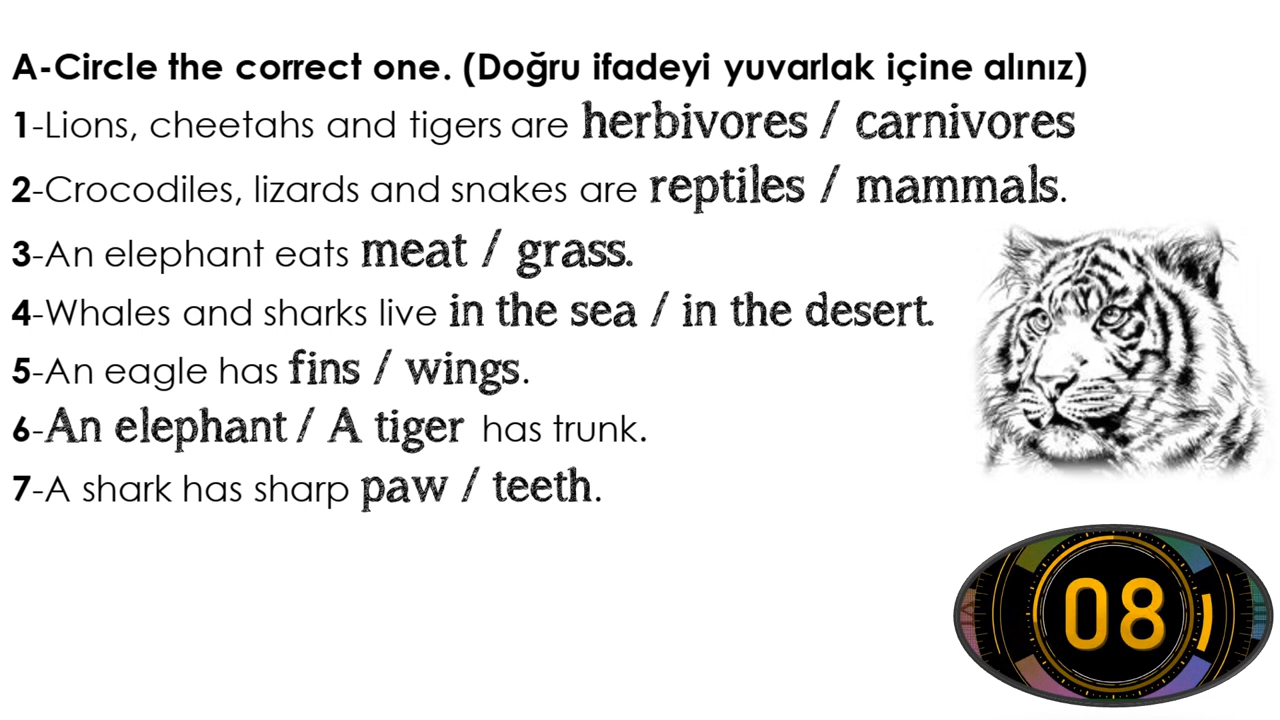 A-Circle the correct one. (Doğru ifadeyi yuvarlak içine alınız)
1-Lions, cheetahs and tigers are herbivores / carnivores
2-Crocodiles, lizards and snakes are reptiles / mammals.
3-An elephant eats meat / grass.
4-Whales and sharks live in the sea / in the desert.
5-An eagle has fins / wings.
6-An elephant / A tiger has trunk.
7-A shark has sharp paw / teeth.
08